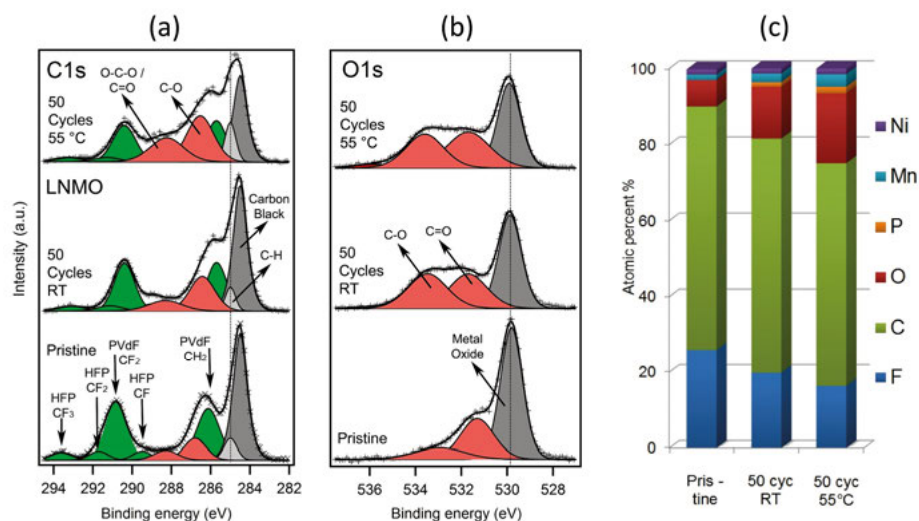 (a)
(b)
(c)
C1s
O-C-O /
C=O
C-O
50
Cycles
55 °C
LNMO
Carbon
Black
C-H
50
Cycles
RT
Pristine
PVdF
CF2
HFP
CF2
HFP
CF3
HFP
CF
PVdF
CH2
Intensity (a.u.)
294 292 290 288 286 284 282
Binding energy (eV)
O1s
50
Cycles
55 °C
C-O
C=O
50
Cycles
RT
Metal
Oxide
Pristine
536 534 532 530 528
Binding energy (eV)
Atomic percent %
100
80
60
40
20
0
Pris -
tine
50 cyc
RT
50 cyc
55°C
Ni
Mn
P
O
C
F